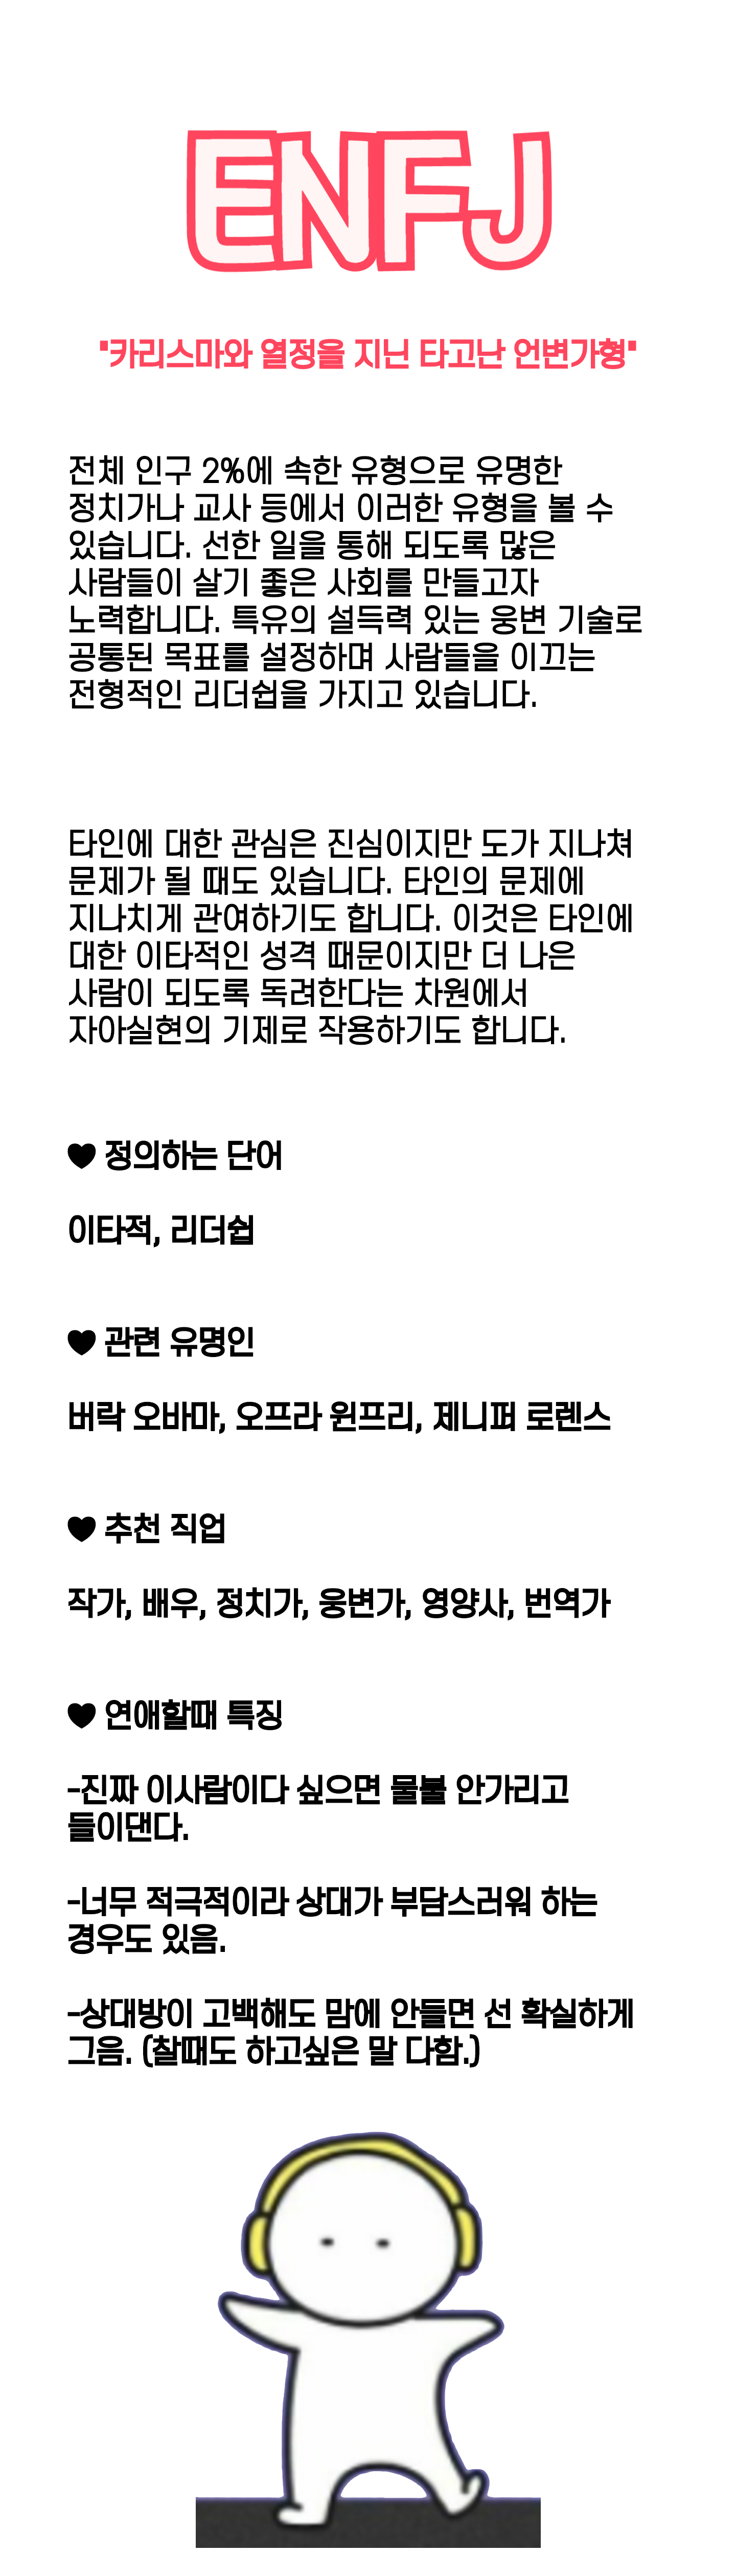 ENFJ
"카리스마와 열정을 지닌 타고난 언변가형"
전체 인구 2%에 속한 유형으로 유명한
정치가나 교사 등에서 이러한 유형을 볼 수
있습니다. 선한 일을 통해 되도록 많은
사람들이 살기 좋은 사회를 만들고자
노력합니다. 특유의 설득력 있는 웅변 기술로
공통된 목표를 설정하며 사람들을 이끄는
전형적인 리더쉽을 가지고 있습니다.
타인에 대한 관심은 진심이지만 도가 지나쳐
문제가 될 때도 있습니다. 타인의 문제에
지나치게 관여하기도 합니다. 이것은 타인에
대한 이타적인 성격 때문이지만 더 나은
사람이 되도록 독려한다는 차원에서
자아실현의 기제로 작용하기도 합니다.
♥ 정의하는 단어
이타적, 리더쉽
♥ 관련 유명인
버락 오바마, 오프라 윈프리, 제니퍼 로렌스
♥ 추천 직업
작가, 배우, 정치가, 웅변가, 영양사, 번역가
♥ 연애할때 특징
-진짜 이사람이다 싶으면 물불 안가리고
들이댄다.
-너무 적극적이라 상대가 부담스러워 하는
경우도 있음.
-상대방이 고백해도 맘에 안들면 선 확실하게
그음. (찰때도 하고싶은 말 다함.)